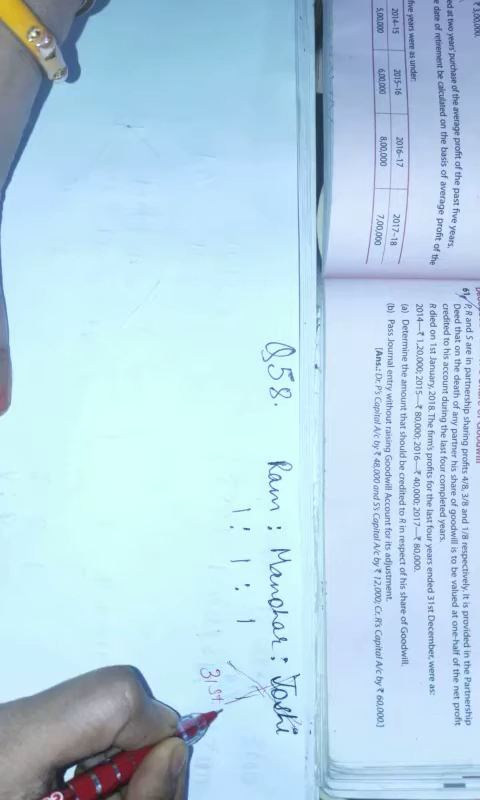 ₹ 3,00,000.
ed at two years' purchase of the average profit of the past five years,
e date of retirement be calculated on the basis of average profit of the
five years were as under:
2014-15 2015-16 2016-17 2017-18
5,00,000 6,00,000 8,00,000 7,00,000
61. P, R and S are in partnership sharing profits 4/8, 3/8 and 1/8 respectively. It is provided in the Partnership
Deed that on the death of any partner his share of goodwill is to be valued at one-half of the net profit
credited to his account during the last four completed years.
R died on 1st January, 2018. The firm's profits for the last four years ended 31st December, were as:
2014—₹ 1,20,000; 2015—₹ 80,000; 2016—₹ 40,000; 2017—₹ 80,000.
(a) Determine the amount that should be credited to R in respect of his share of Goodwill.
(b) Pass Journal entry without raising Goodwill Account for its adjustment.
[Ans.: Dr. P's Capital A/c by ₹ 48,000 and S's Capital A/c by ₹ 12,000; Cr. R's Capital A/c by ₹ 60,000.]
Q58. Ram : Manohar : Joshi
1 : 1 : 1
31st